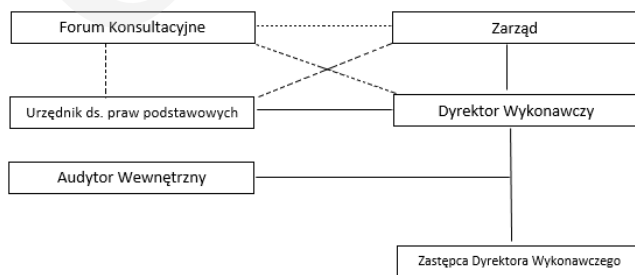 Forum Konsultacyjne
Zarząd
Urzędnik ds. praw podstawowych
Dyrektor Wykonawczy
Audytor Wewnętrzny
Zastępca Dyrektora Wykonawczego